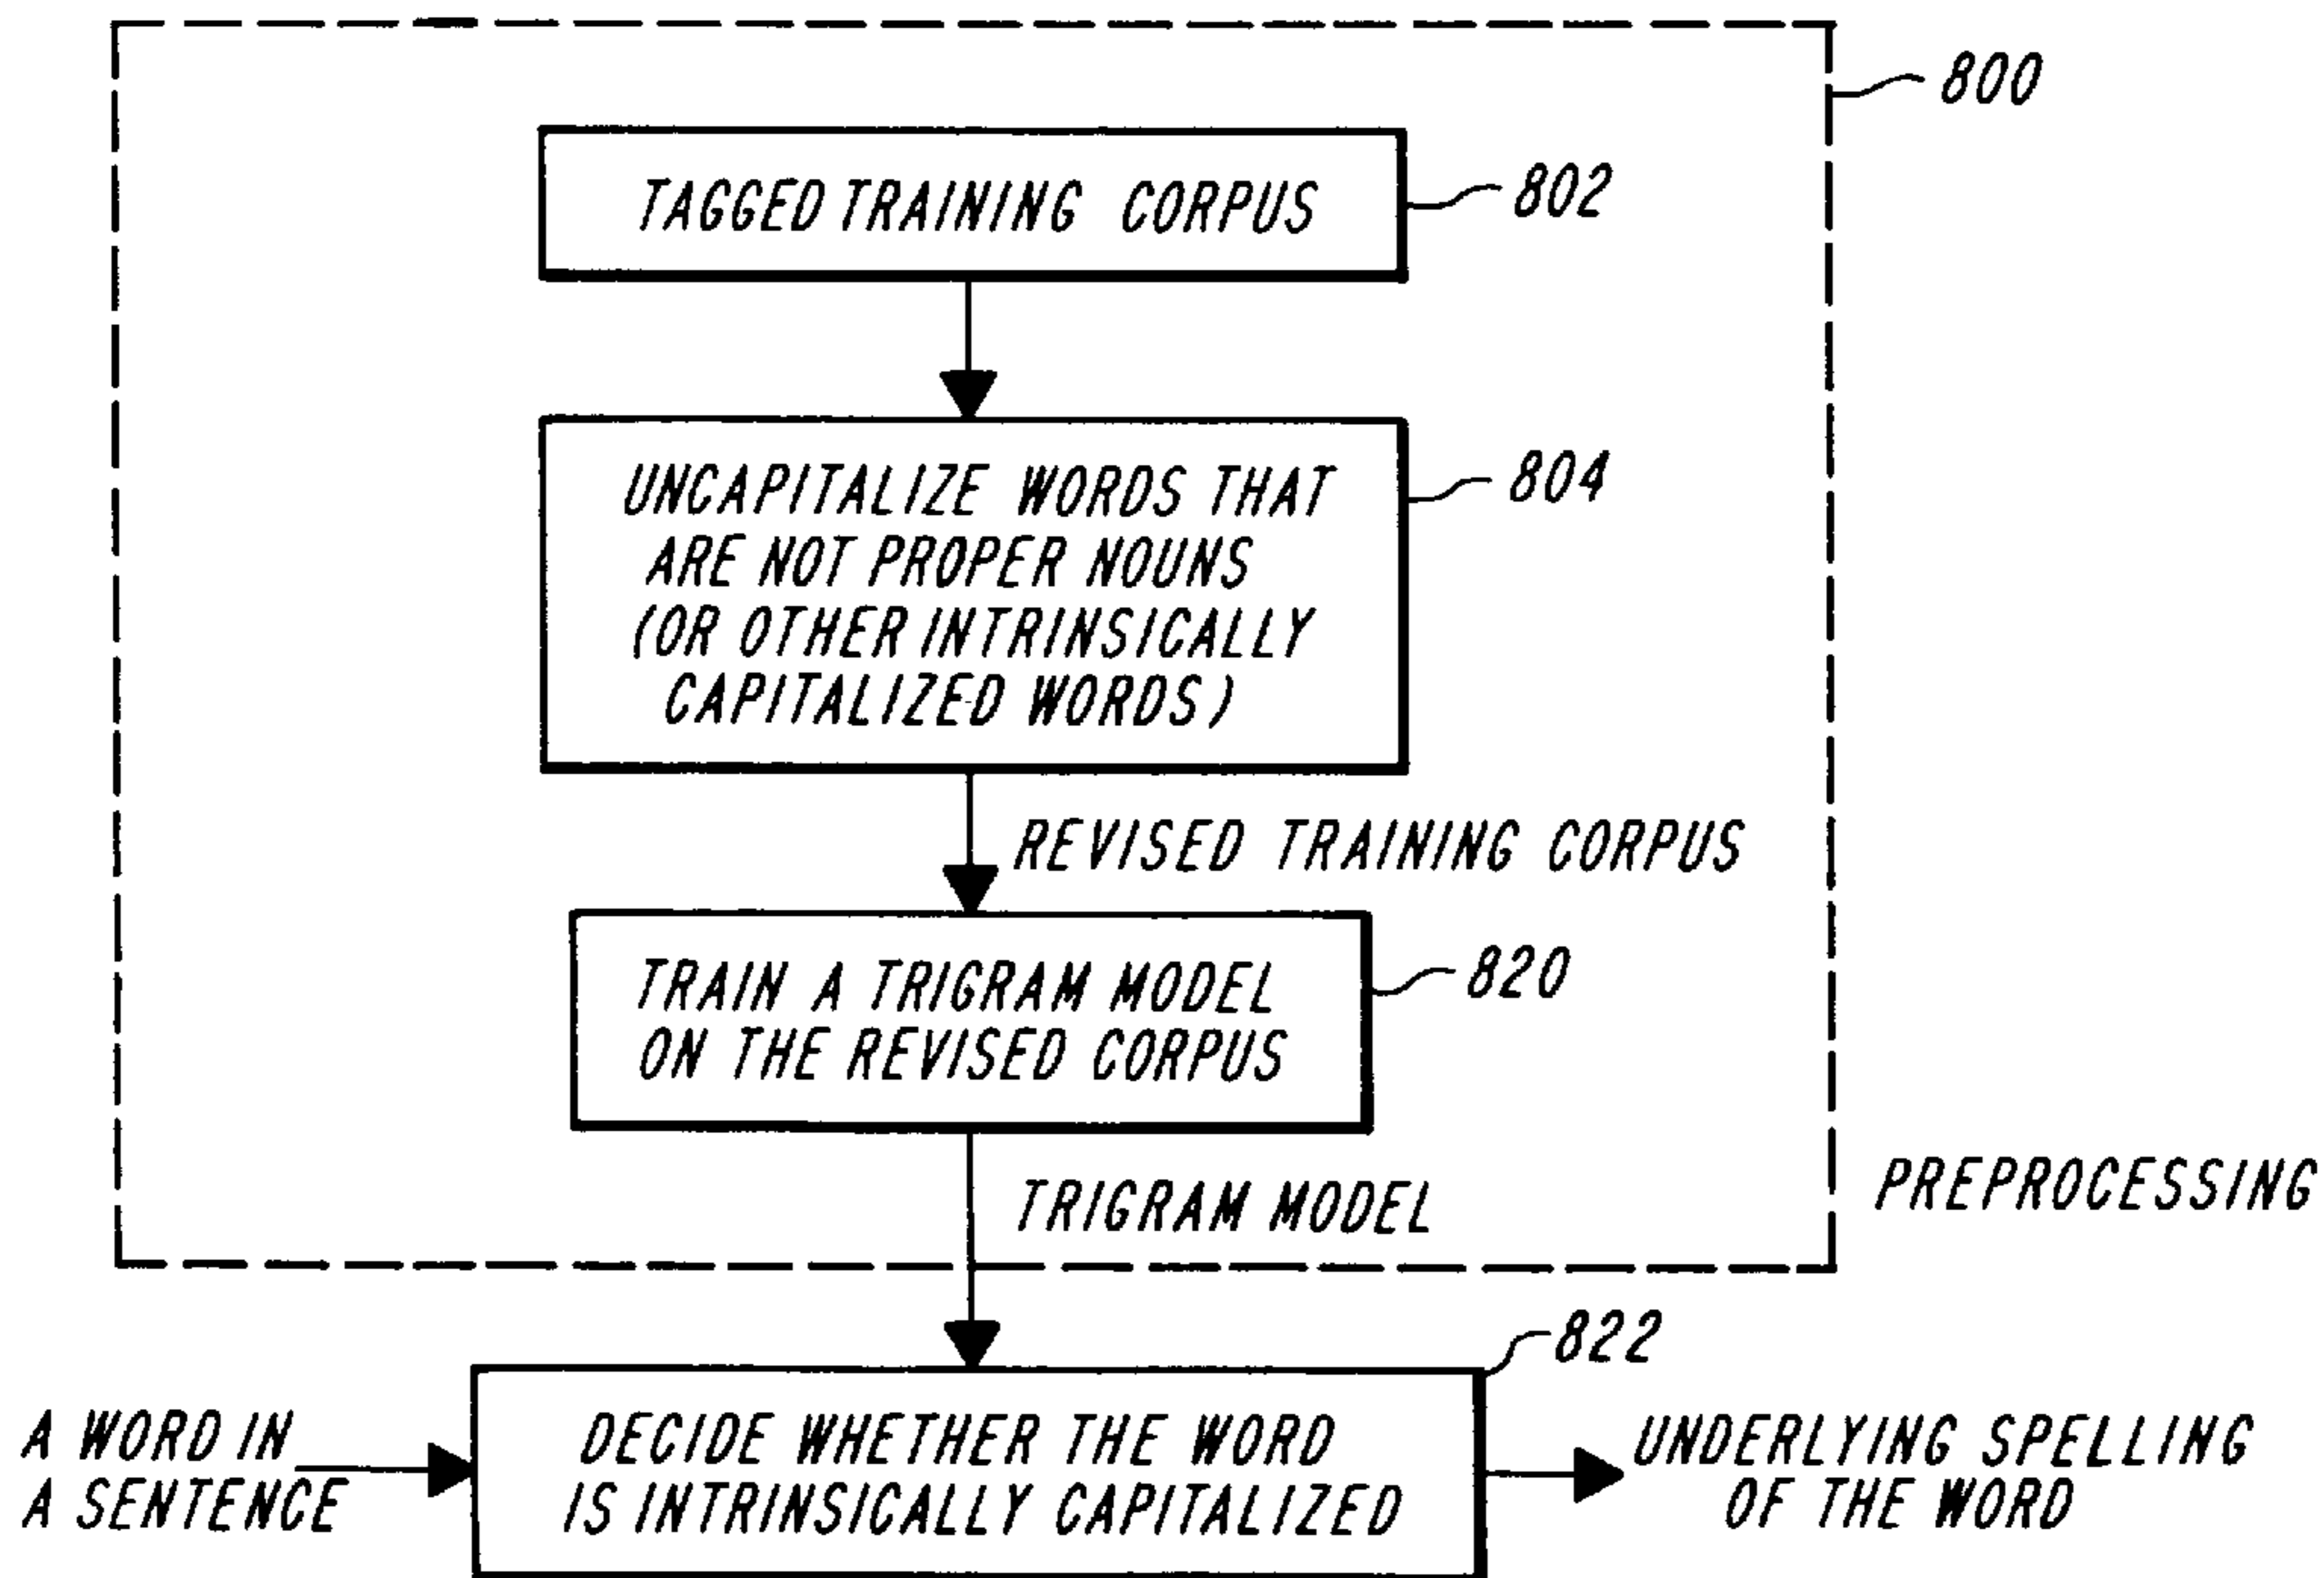 800
TAGGED TRAINING CORPUS
802
UNCAPITALIZE WORDS THAT
ARE NOT PROPER NOUNS
(OR OTHER INTRINSICALLY
CAPITALIZED WORDS)
804
REVISED TRAINING CORPUS
TRAIN A TRIGRAM MODEL
ON THE REVISED CORPUS
820
TRIGRAM MODEL
PREPROCESSING
822
A WORD IN
A SENTENCE
DECIDE WHETHER THE WORD
IS INTRINSICALLY CAPITALIZED
UNDERLYING SPELLING
OF THE WORD